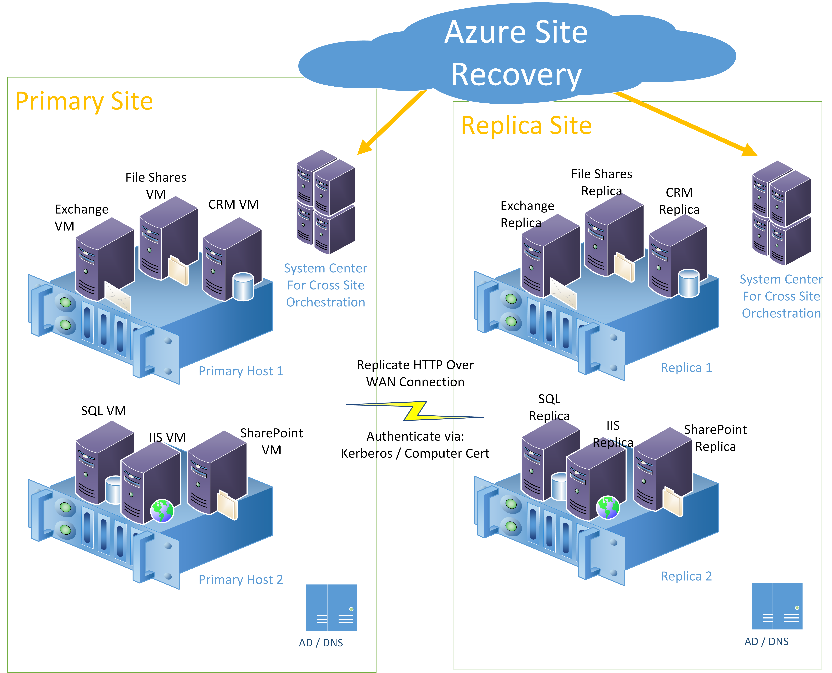 Azure Site
Recovery
Primary Site
File Shares
VM
Exchange
VM
CRM VM
System Center
For Cross Site
Orchestration
Primary Host 1
SQL VM
IIS VM
SharePoint
VM
Primary Host 2
AD / DNS
Replicate HTTP Over
WAN Connection
Authenticate via:
Kerberos / Computer Cert
Replica Site
File Shares
Replica
Exchange
Replica
CRM
Replica
System Center
For Cross Site
Orchestration
Replica 1
SQL
Replica
IIS
Replica
SharePoint
Replica
Replica 2
AD / DNS